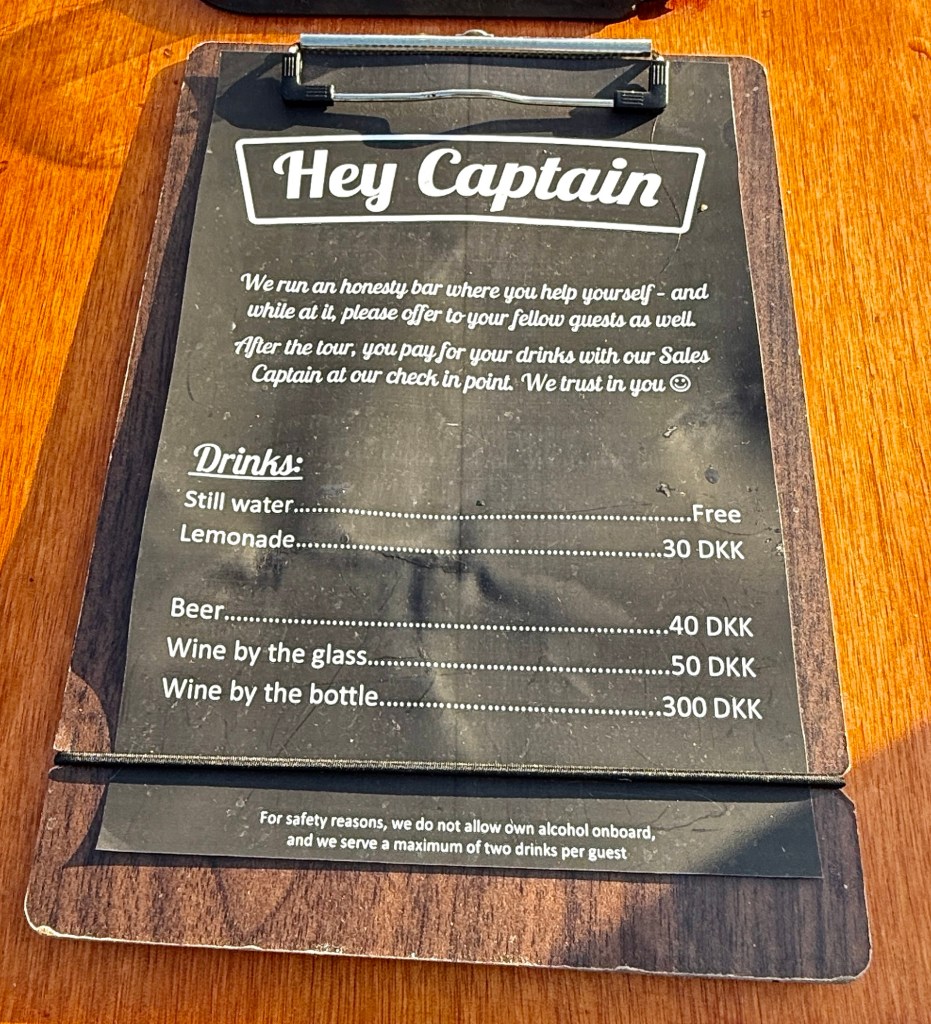 Hey Captain
We run an honesty bar where you help yourself - and
while at it, please offer to your fellow guests as well.
After the tour, you pay for your drinks with our Sales
Captain at our check in point. We trust in you ☺
Drinks:
Still water.....................................................Free
Lemonade.................................................30 DKK
Beer............................................................40 DKK
Wine by the glass.........................................50 DKK
Wine by the bottle......................................300 DKK
For safety reasons, we do not allow own alcohol onboard,
and we serve a maximum of two drinks per guest